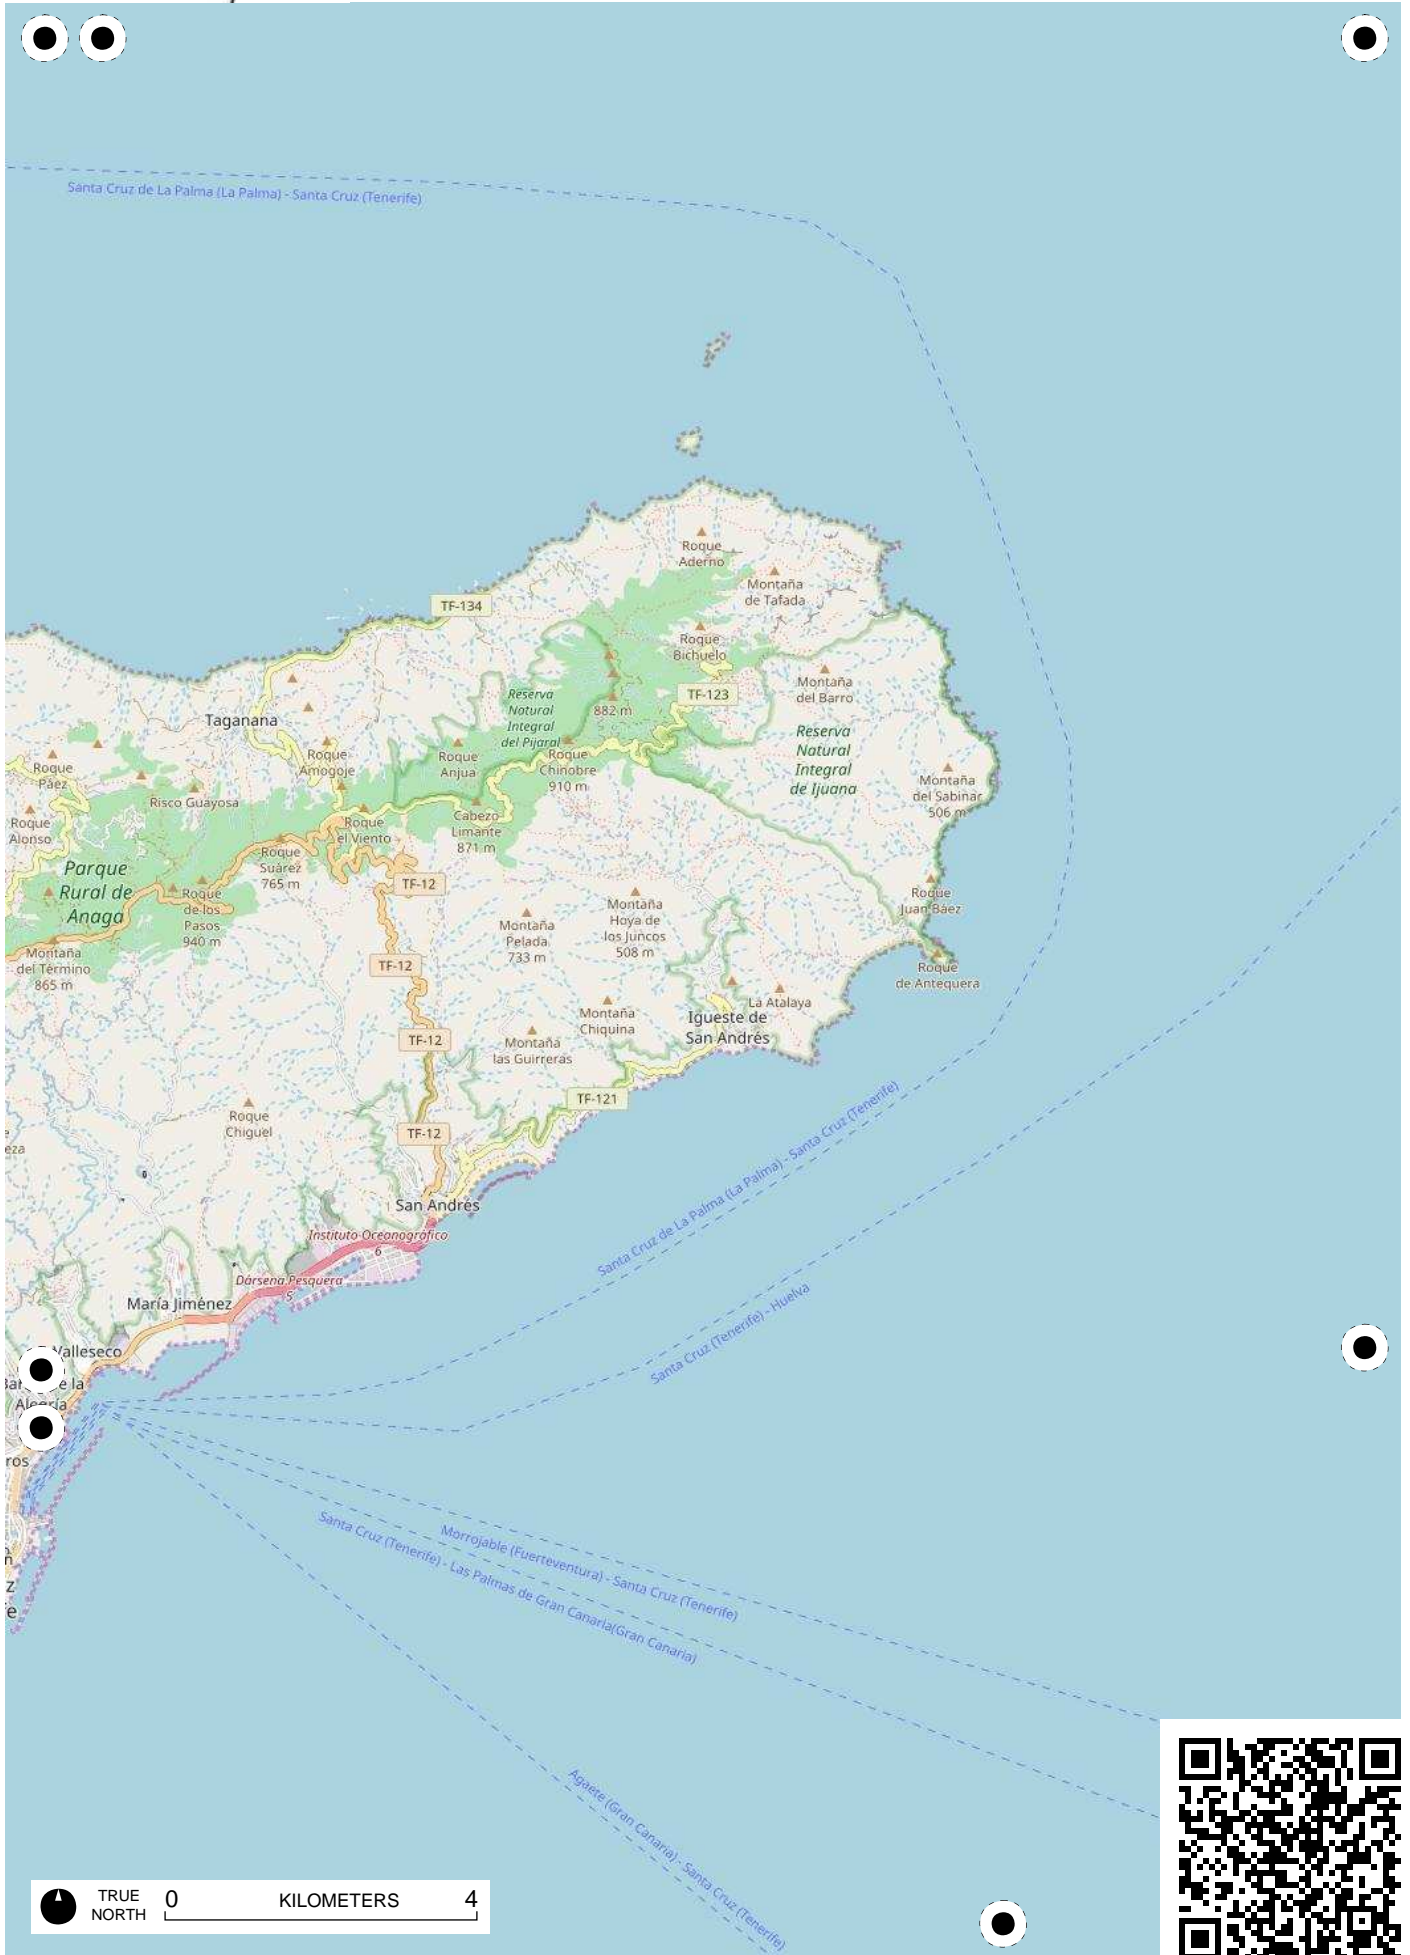 Santa Cruz de La Palma (La Palma) - Santa Cruz (Tenerife)
Roque
Aderno
Montaña
de Tafada
TF-134
Roque
Bichuelo
Montaña
del Barro
TF-123
Reserva
Natural
Integral
del Pijaral
882 m
Taganana
Reserva
Natural
Integral
de Ijuana
Roque
Amogoje
Roque
Anjua
Roque
Chinobre
910 m
Roque
Páez
Risco Guayosa
Montaña
del Sabinar
506 m
Roque
Alonso
Roque
el Viento
Cabezo
Limante
871 m
Roque
Suárez
765 m
Parque
Rural de
Anaga
TF-12
Roque
de los
Pasos
940 m
Roque
Juan Báez
Montaña
Hoya de
los Juncos
508 m
Montaña
Pelada
733 m
Montaña
del Término
865 m
TF-12
Roque
de Antequera
La Atalaya
Montaña
Chiquina
Igueste de
San Andrés
TF-12
Montaña
las Guirreras
TF-121
Roque
Chiguel
TF-12
eza
Santa Cruz de La Palma (La Palma) - Santa Cruz (Tenerife)
San Andrés
Instituto Oceanográfico
6
Dársena Pesquera
5
María Jiménez
Santa Cruz (Tenerife) - Huelva
Valleseco
la
Alegría
ros
Morrojable (Fuerteventura) - Santa Cruz (Tenerife)
Santa Cruz (Tenerife) - Las Palmas de Gran Canaria(Gran Canaria)
n
z
fe
Agaete (Gran Canaria) - Santa Cruz (Tenerife)
TRUE
NORTH
0 KILOMETERS 4